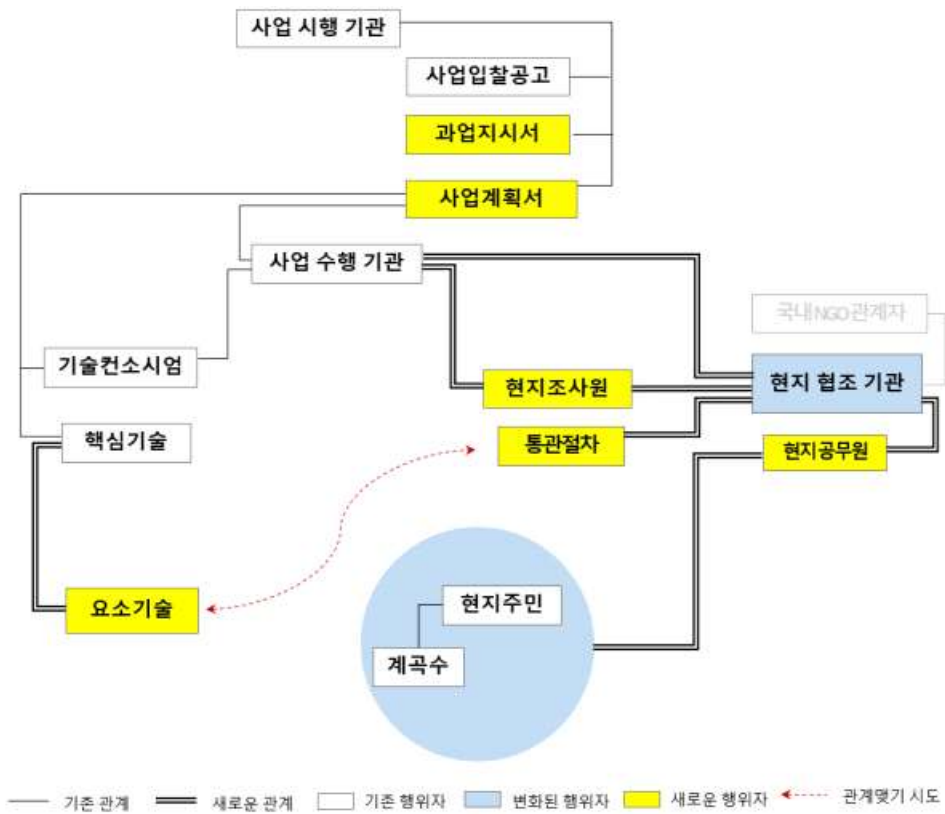 사업 시행 기관
사업입찰공고
과업지시서
사업계획서
사업 수행 기관
국내NGO관계자
기술컨소시엄
현지조사원
현지 협조 기관
핵심기술
통관절차
현지공무원
요소기술
현지주민
계곡수
기존 관계 새로운 관계 기존 행위자 변화된 행위자 새로운 행위자 관계맺기 시도